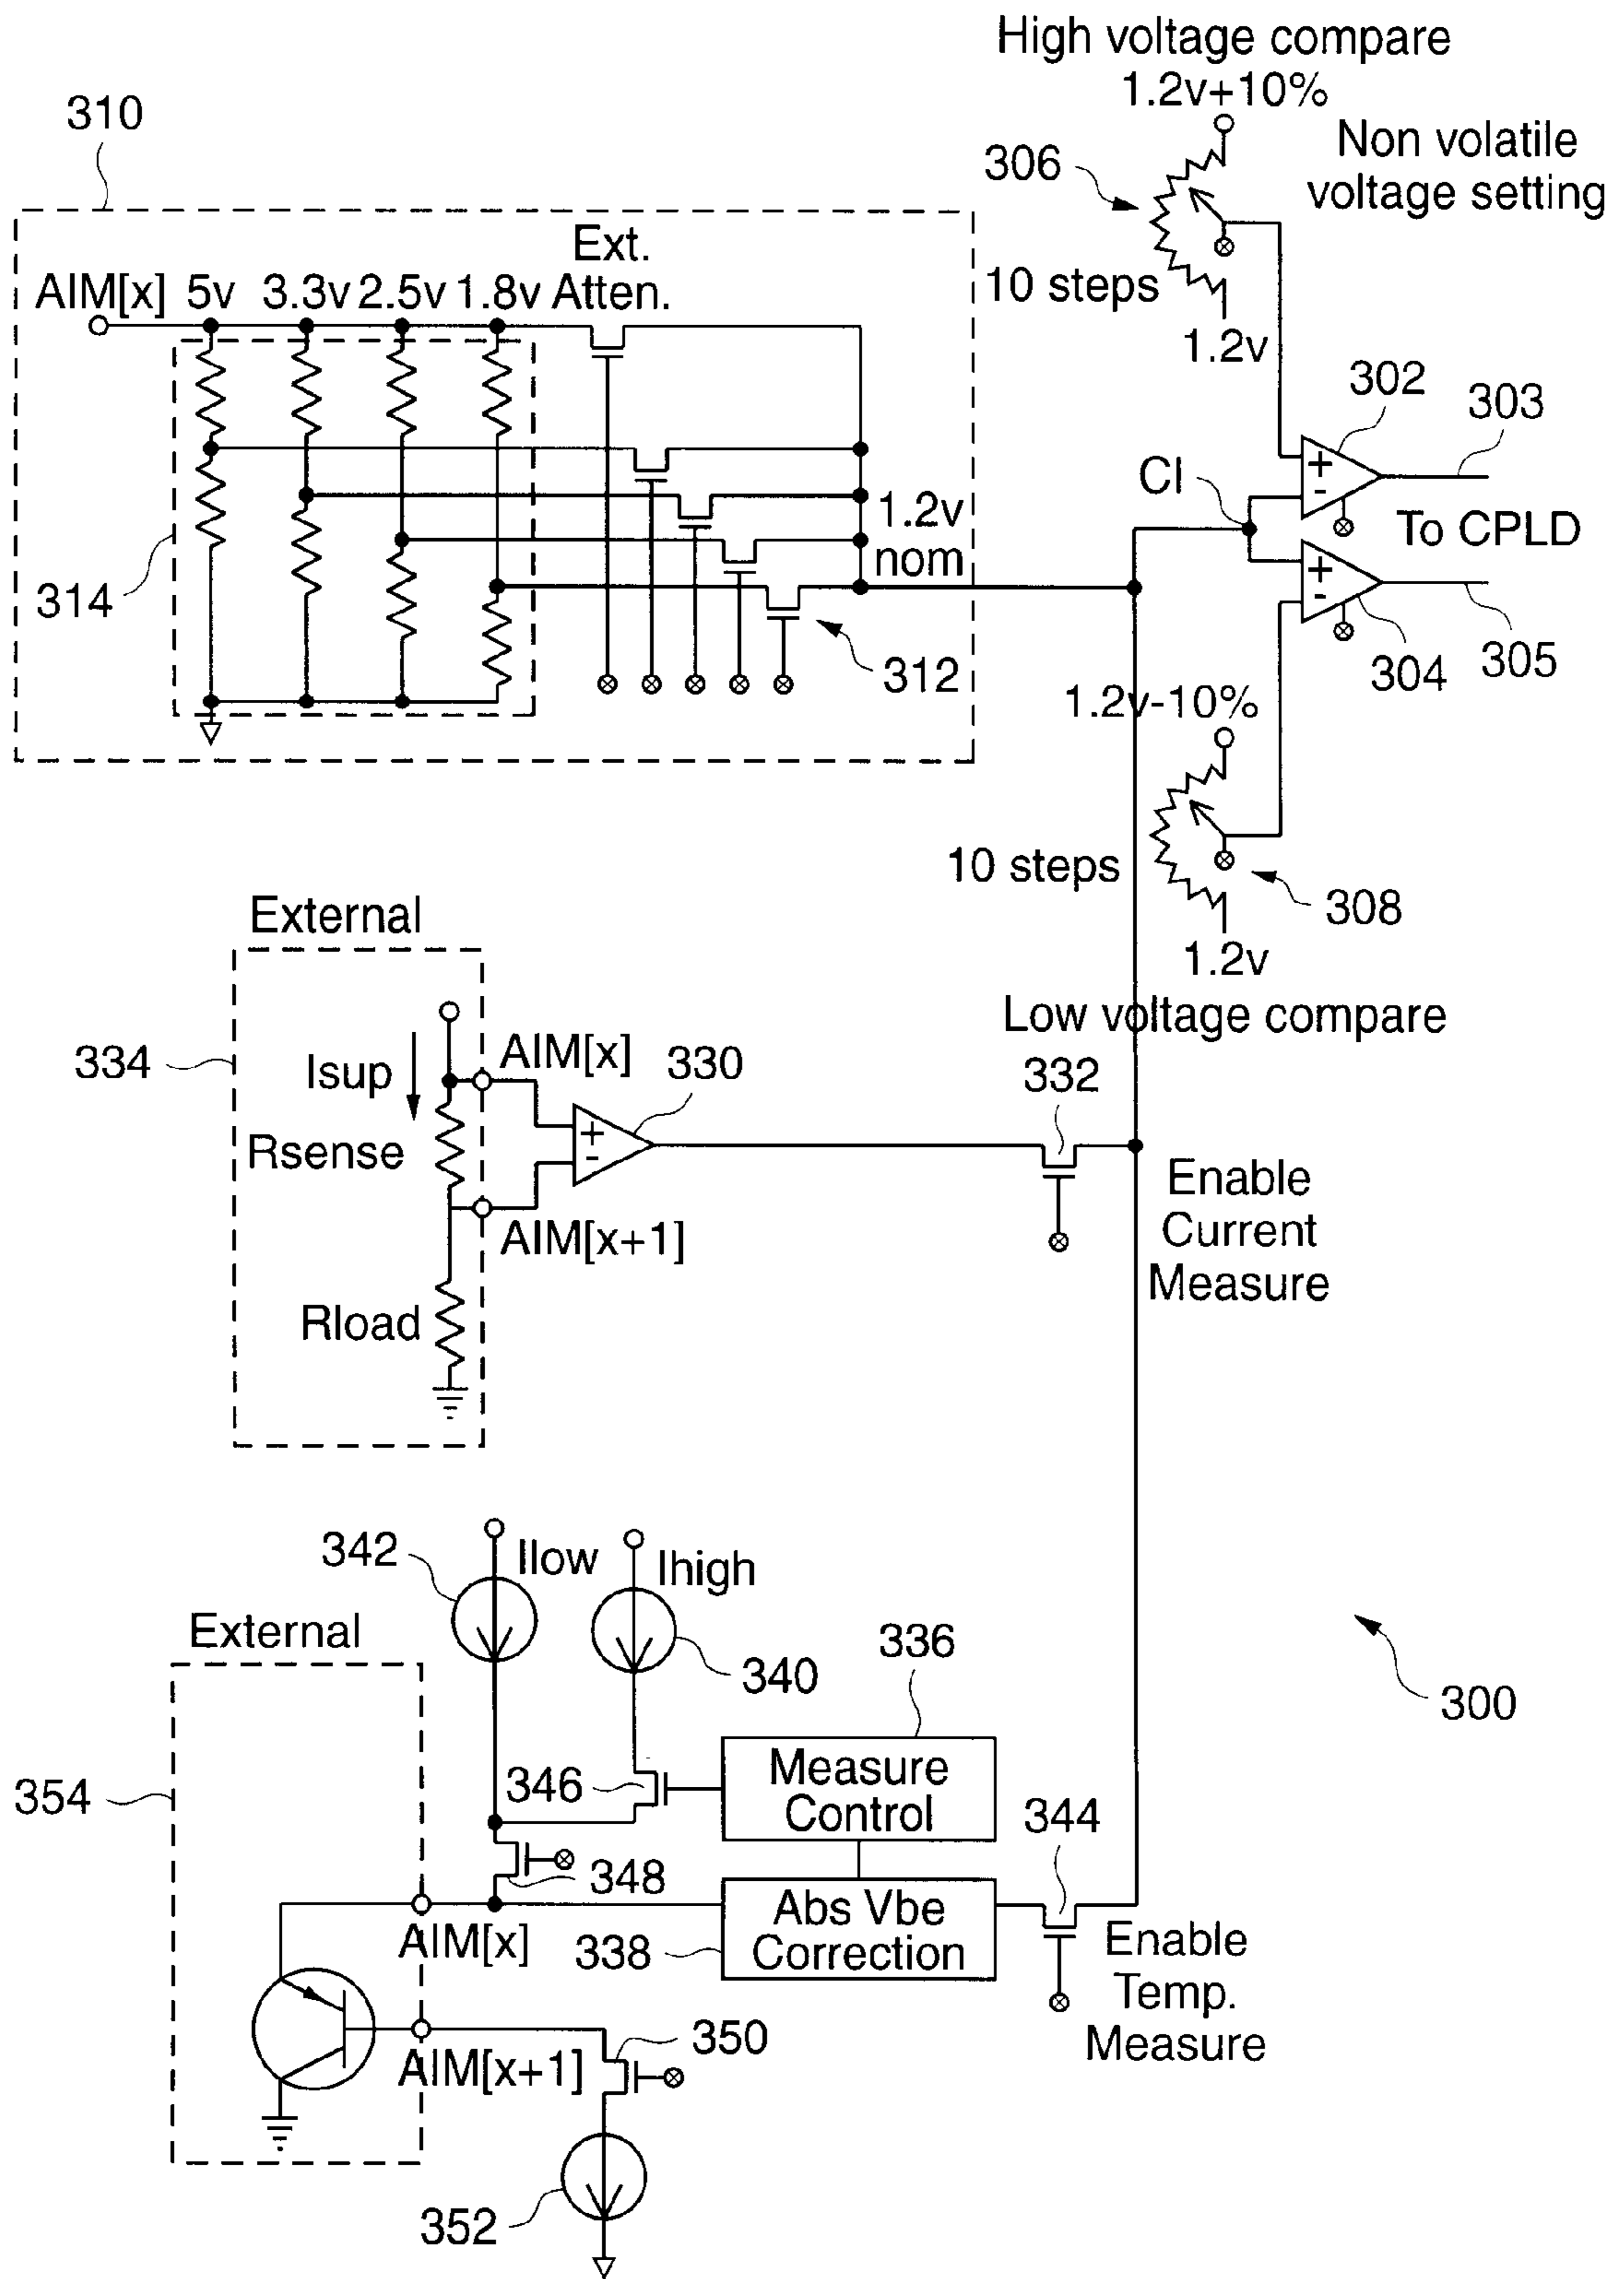 High voltage compare
1.2v+10%
Non volatile
voltage setting
306
10 steps
1.2v
310
Ext.
AIM[x] 5v 3.3v 2.5v 1.8v Atten.
1.2v
nom
314
312
302
303
CI
+
-
To CPLD
+
-
304
305
1.2v-10%
10 steps
308
1.2v
Low voltage compare
External
334
Isup
AIM[x]
330
Rsense
+
-
AIM[x+1]
Rload
332
Enable
Current
Measure
342
Ilow
Ihigh
340
336
300
External
354
346
Measure
Control
344
348
AIM[x]
338
Abs Vbe
Correction
Enable
Temp.
Measure
350
AIM[x+1]
352